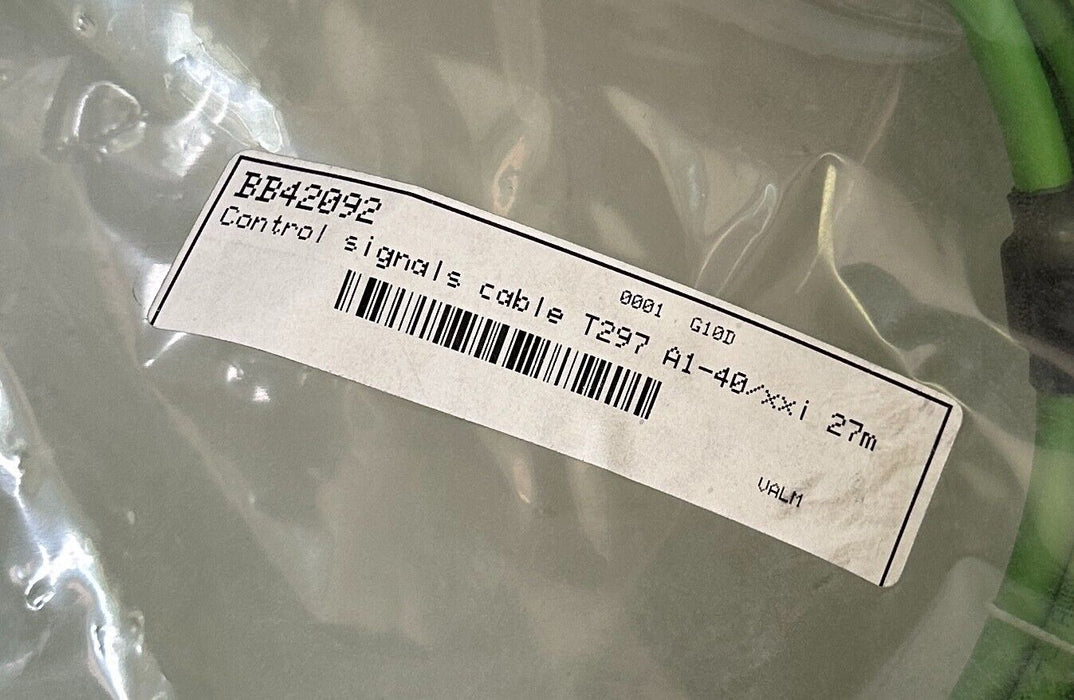 BB42092
0001 G10D
Control signals cable T297 A1-40/xxi 27m
VALM